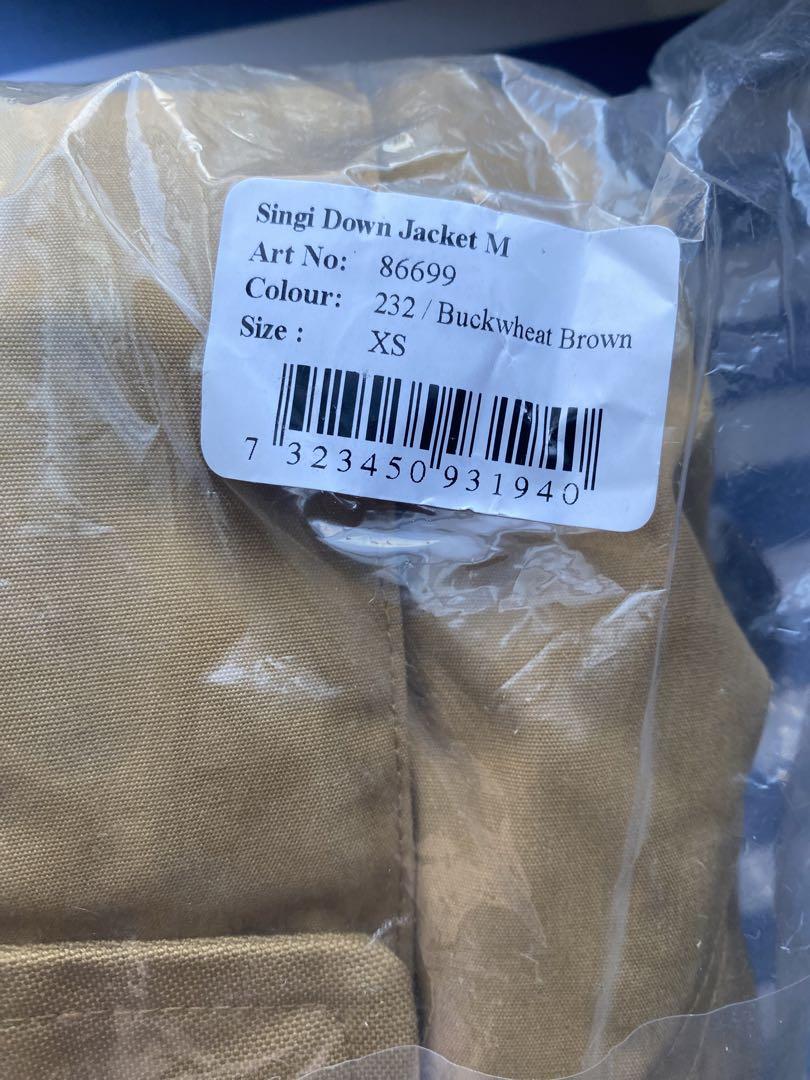 Singi Down Jacket M
Art No: 86699
Colour: 232 / Buckwheat Brown
Size : XS
7 323450 931940